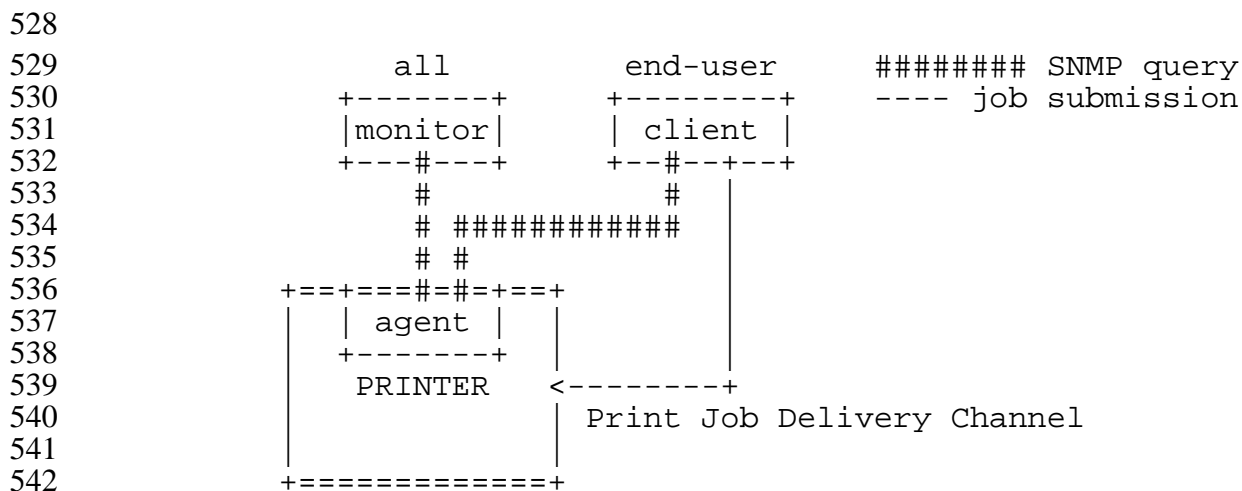 528
529                     all            end-user      ######## SNMP query
530                  +-------+       +--------+     ---- job submission
531                  |monitor|       | client |
532                  +---#---+       +--#--+--+
533                      #              #  |
534                      # ############    |
535                      # #               |
536               +==+===#=#=+==+          |
537               |  | agent |  |          |
538               |  +-------+  |          |
539               |   PRINTER   <--------+
540               |             | Print Job Delivery Channel
541               |             |
542               +=============+